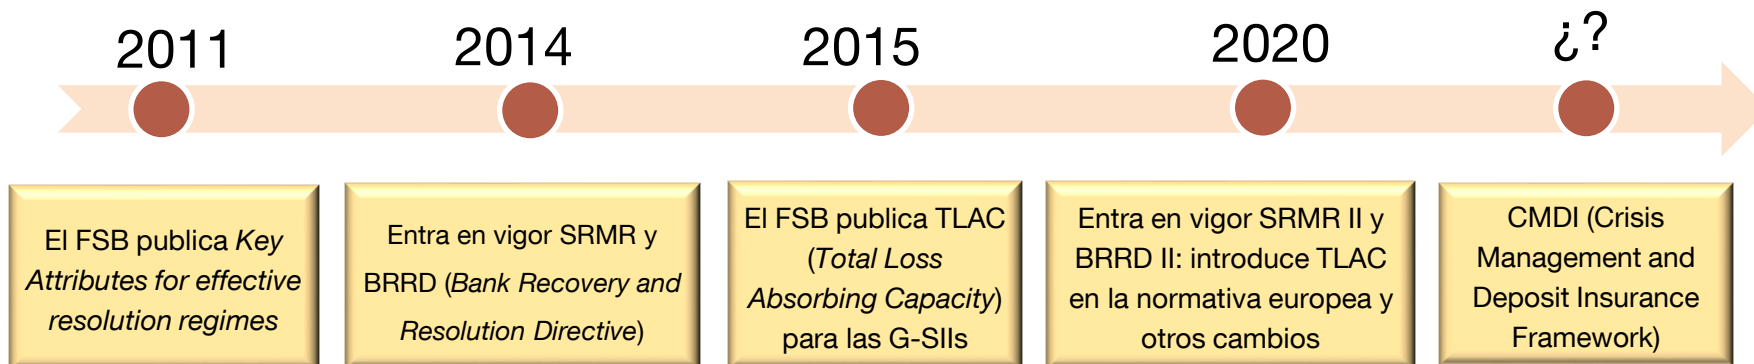 2011
2014
2015
2020
¿?
El FSB publica Key
Attributes for effective
resolution regimes
Entra en vigor SRMR y
BRRD (Bank Recovery and
Resolution Directive)
El FSB publica TLAC
(Total Loss
Absorbing Capacity)
para las G-SIIs
Entra en vigor SRMR II y
BRRD II: introduce TLAC
en la normativa europea y
otros cambios
CMDI (Crisis
Management and
Deposit Insurance
Framework)